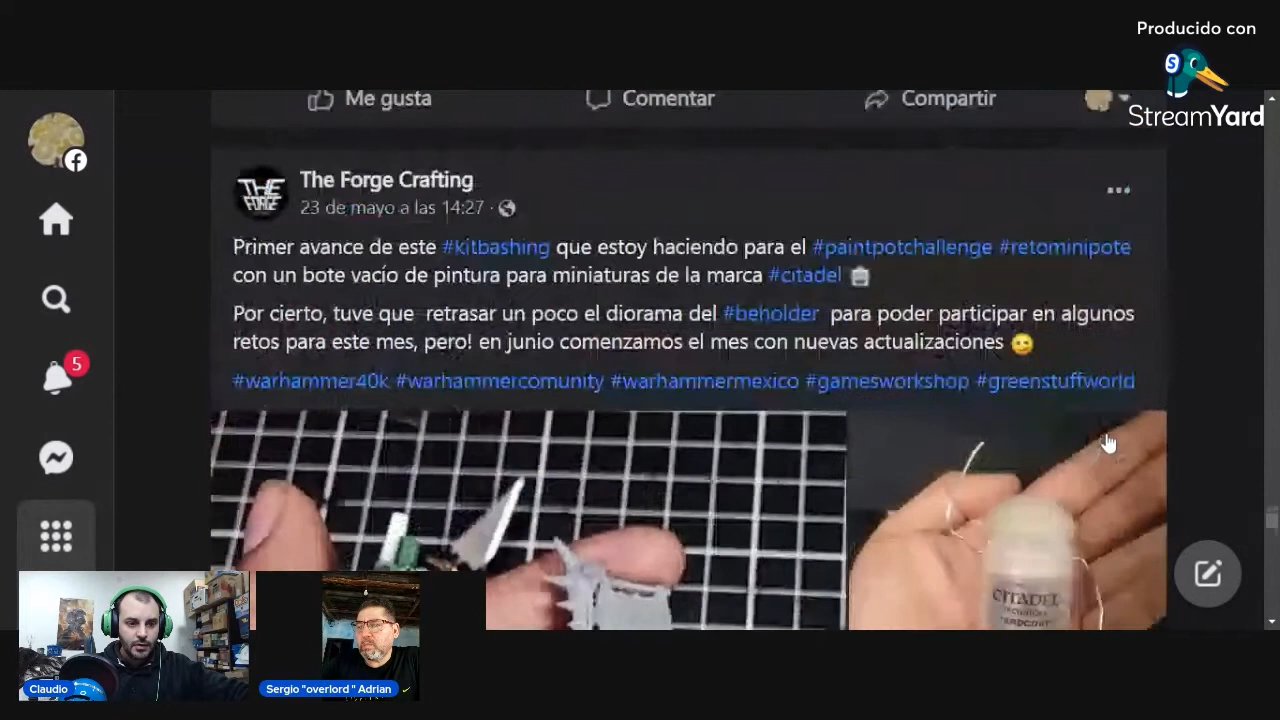 Producido con
StreamYard
Me gusta
Comentar
Compartir
THE FORGE
The Forge Crafting
23 de mayo a las 14:27 ·
Primer avance de este #kitbashing que estoy haciendo para el #paintpotchallenge #retominipote
con un bote vacío de pintura para miniaturas de la marca #citadel
Por cierto, tuve que retrasar un poco el diorama del #beholder para poder participar en algunos
retos para este mes, pero! en junio comenzamos el mes con nuevas actualizaciones
#warhammer40k #warhammercomunity #warhammermexico #gamesworkshop #greenstuffworld
5
CITADEL
Claudio
Sergio "overlord " Adrian